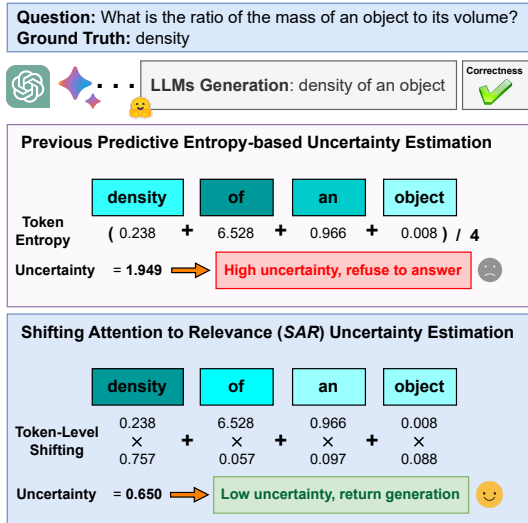 Question: What is the ratio of the mass of an object to its volume?
Ground Truth: density
LLMs Generation: density of an object
Correctness
Previous Predictive Entropy-based Uncertainty Estimation
density of an object
Token Entropy ( 0.238 + 6.528 + 0.966 + 0.008 ) / 4
Uncertainty = 1.949 High uncertainty, refuse to answer
Shifting Attention to Relevance (SAR) Uncertainty Estimation
density of an object
0.238 6.528 0.966 0.008
Token-Level Shifting × + × + × + ×
0.757 0.057 0.097 0.088
Uncertainty = 0.650 Low uncertainty, return generation